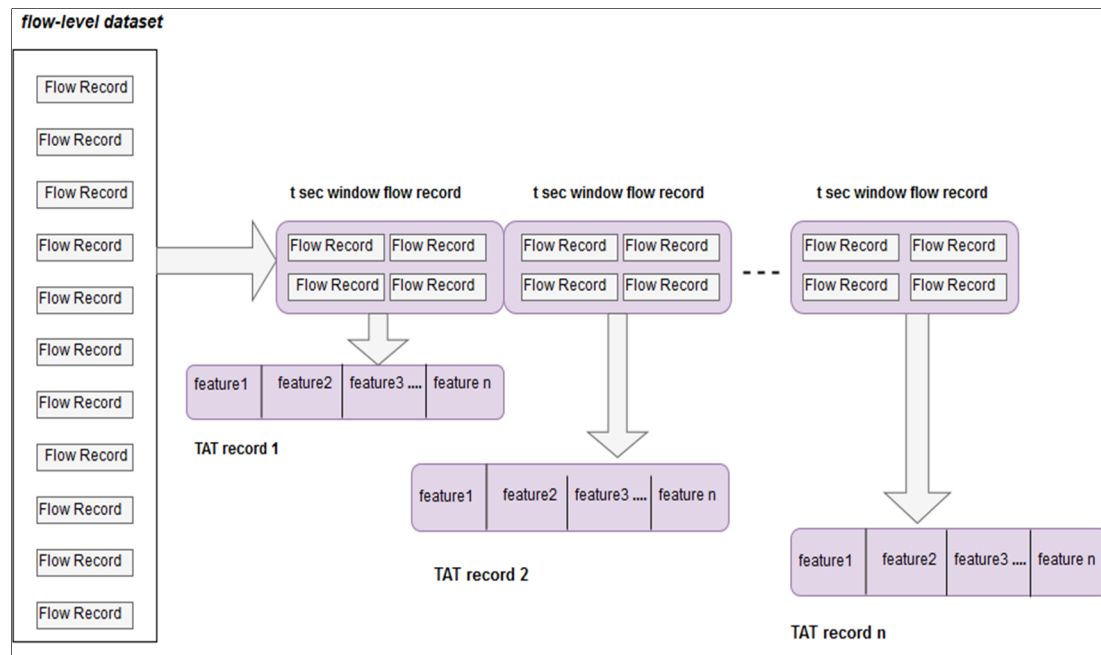 flow-level dataset
Flow Record
Flow Record
Flow Record
Flow Record
Flow Record
Flow Record
Flow Record
Flow Record
Flow Record
Flow Record
Flow Record
t sec window flow record
Flow Record Flow Record
Flow Record Flow Record
t sec window flow record
Flow Record Flow Record
Flow Record Flow Record
t sec window flow record
Flow Record Flow Record
Flow Record Flow Record
feature1 feature2 feature3 .... feature n
TAT record 1
feature1 feature2 feature3 .... feature n
TAT record 2
feature1 feature2 feature3 .... feature n
TAT record n